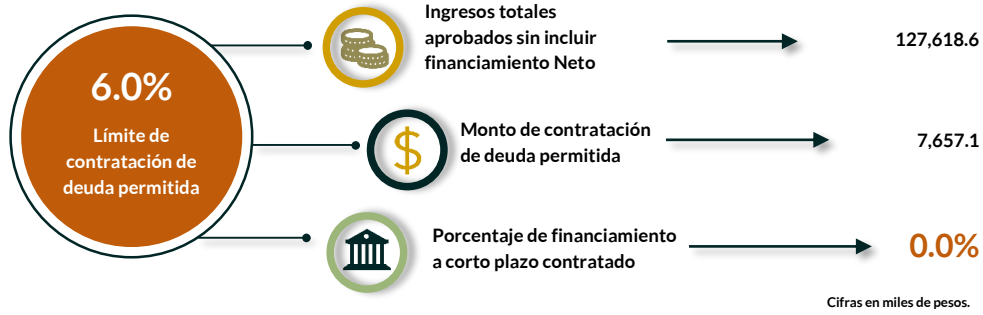 6.0%
Límite de
contratación de
deuda permitida
Ingresos totales
aprobados sin incluir
financiamiento Neto
127,618.6
$
Monto de contratación
de deuda permitida
7,657.1
Porcentaje de financiamiento
a corto plazo contratado
0.0%
Cifras en miles de pesos.